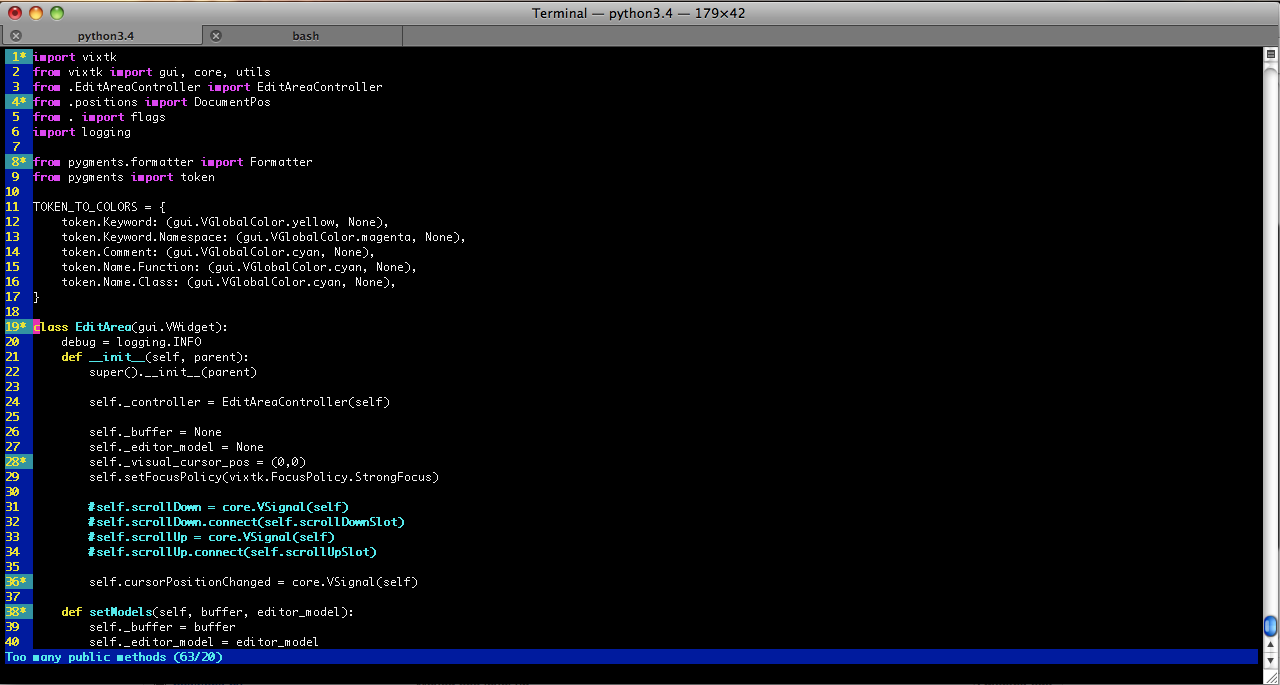 Terminal — python3.4 — 179×42
python3.4 bash
1* import vixtk
2 from vixtk import gui, core, utils
3 from .EditAreaController import EditAreaController
4* from .positions import DocumentPos
5 from . import flags
6 import logging
7
8* from pygments.formatter import Formatter
9 from pygments import token
10
11 TOKEN_TO_COLORS = {
12     token.Keyword: (gui.VGlobalColor.yellow, None),
13     token.Keyword.Namespace: (gui.VGlobalColor.magenta, None),
14     token.Comment: (gui.VGlobalColor.cyan, None),
15     token.Name.Function: (gui.VGlobalColor.cyan, None),
16     token.Name.Class: (gui.VGlobalColor.cyan, None),
17 }
18
19* class EditArea(gui.VWidget):
20     debug = logging.INFO
21     def __init__(self, parent):
22         super().__init__(parent)
23
24         self._controller = EditAreaController(self)
25
26         self._buffer = None
27         self._editor_model = None
28*         self._visual_cursor_pos = (0,0)
29         self.setFocusPolicy(vixtk.FocusPolicy.StrongFocus)
30
31         #self.scrollDown = core.VSignal(self)
32         #self.scrollDown.connect(self.scrollDownSlot)
33         #self.scrollUp = core.VSignal(self)
34         #self.scrollUp.connect(self.scrollUpSlot)
35
36*         self.cursorPositionChanged = core.VSignal(self)
37
38*     def setModels(self, buffer, editor_model):
39         self._buffer = buffer
40         self._editor_model = editor_model
Too many public methods (63/20)